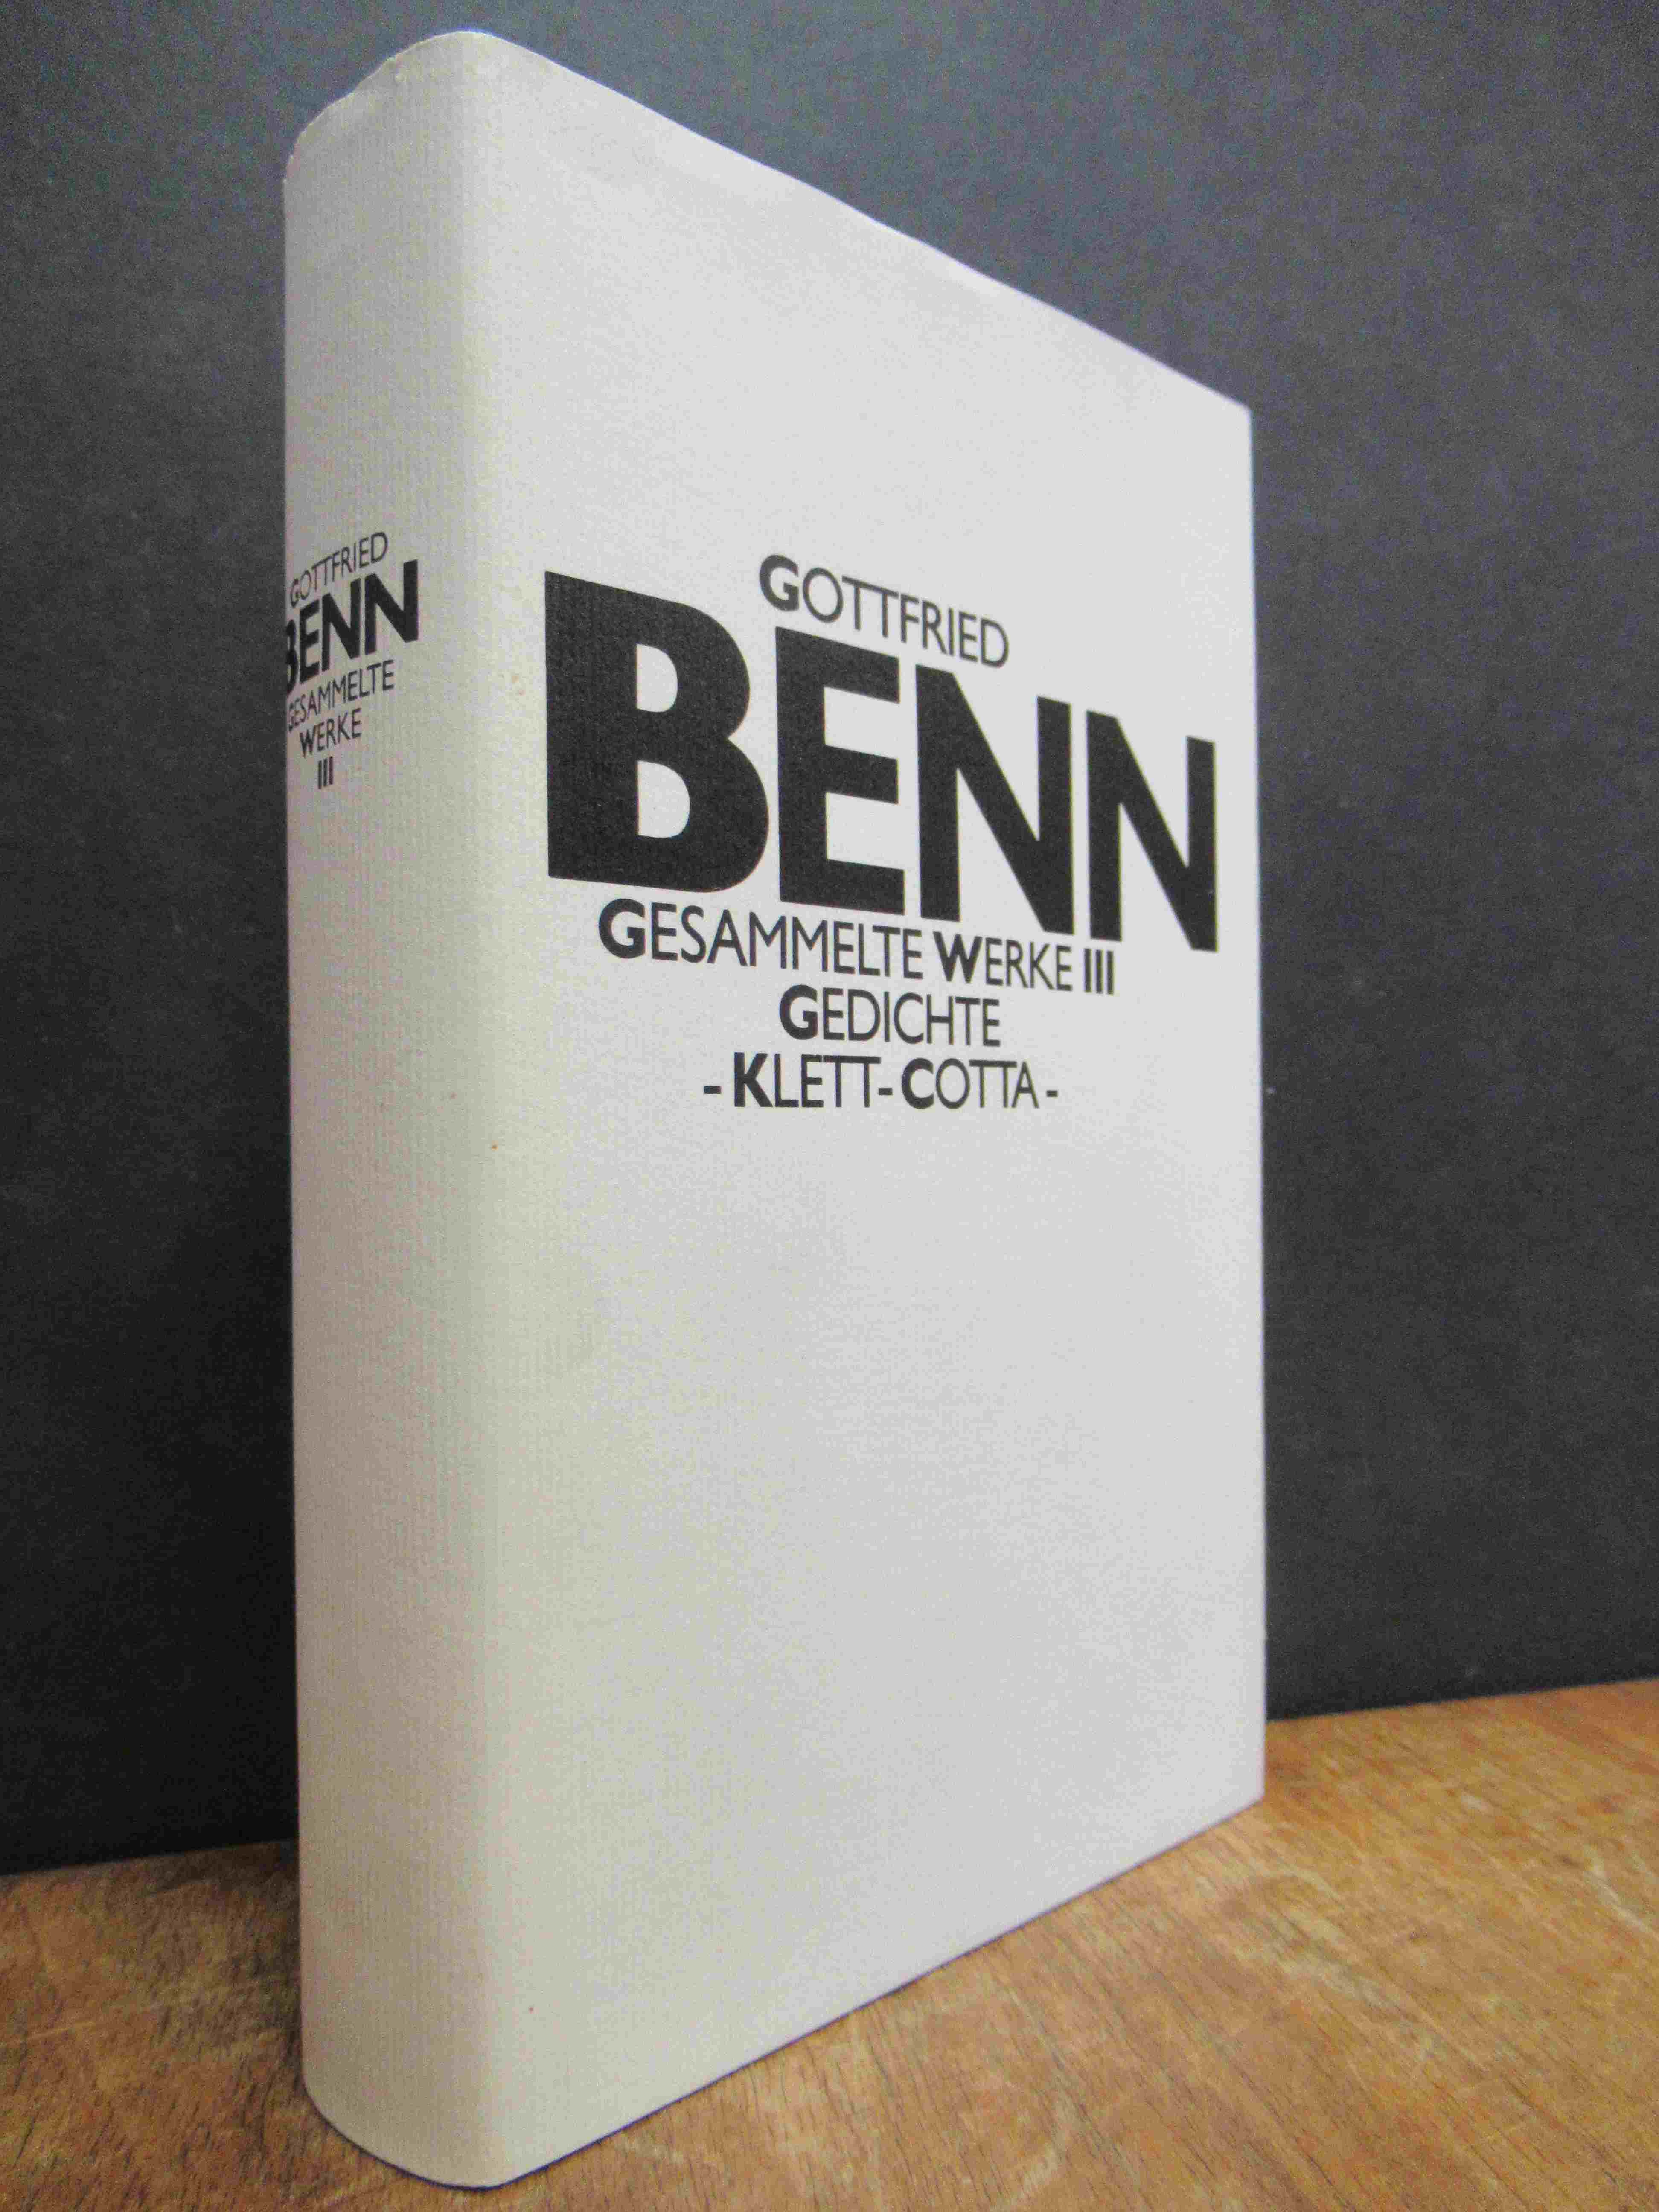 GOTTFRIED
BENN
GESAMMELTE
WERKE
III
GOTTFRIED
BENN
GESAMMELTE WERKE III
GEDICHTE
- KLETT-COTTA -